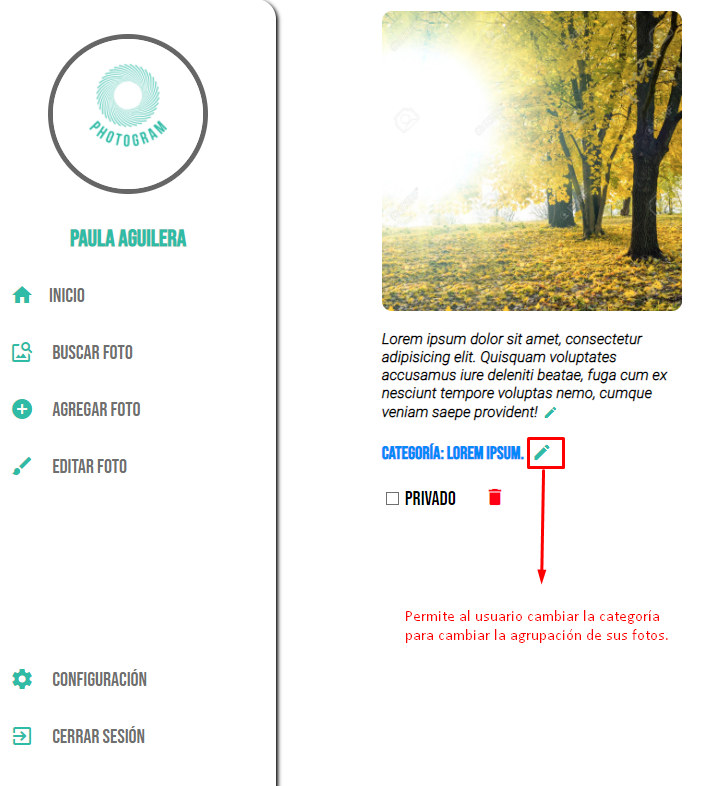 PHOTOGRAM
PAULA AGUILERA
INICIO
BUSCAR FOTO
AGREGAR FOTO
EDITAR FOTO
CONFIGURACIÓN
CERRAR SESIÓN
Lorem ipsum dolor sit amet, consectetur
adipisicing elit. Quisquam voluptates
accusamus iure deleniti beatae, fuga cum ex
nesciunt tempore voluptas nemo, cumque
veniam saepe provident!
CATEGORÍA: LOREM IPSUM.
PRIVADO
Permite al usuario cambiar la categoría
para cambiar la agrupación de sus fotos.